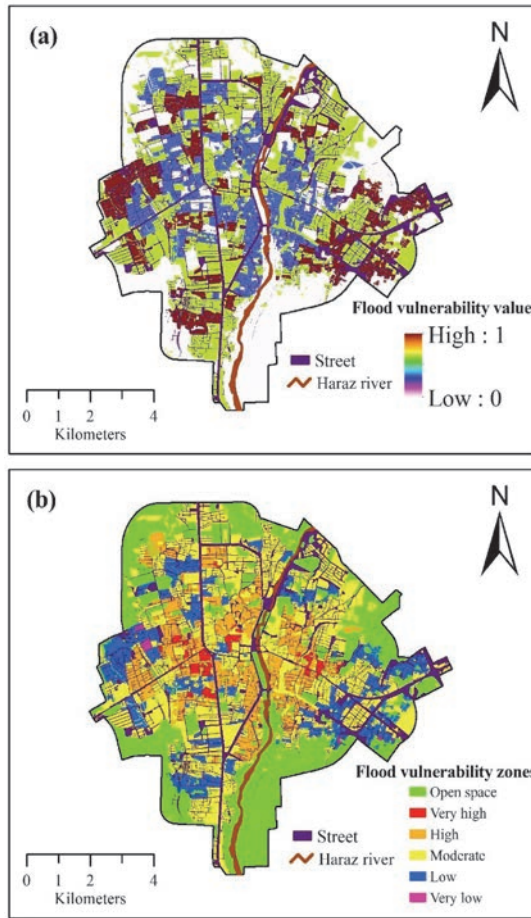 (a)
N
Flood vulnerability value
High : 1
Low : 0
Street
Haraz river
0 1 2 4
Kilometers
(b)
N
Flood vulnerability zones
Open space
Very high
High
Moderate
Low
Very low
Street
Haraz river
0 1 2 4
Kilometers